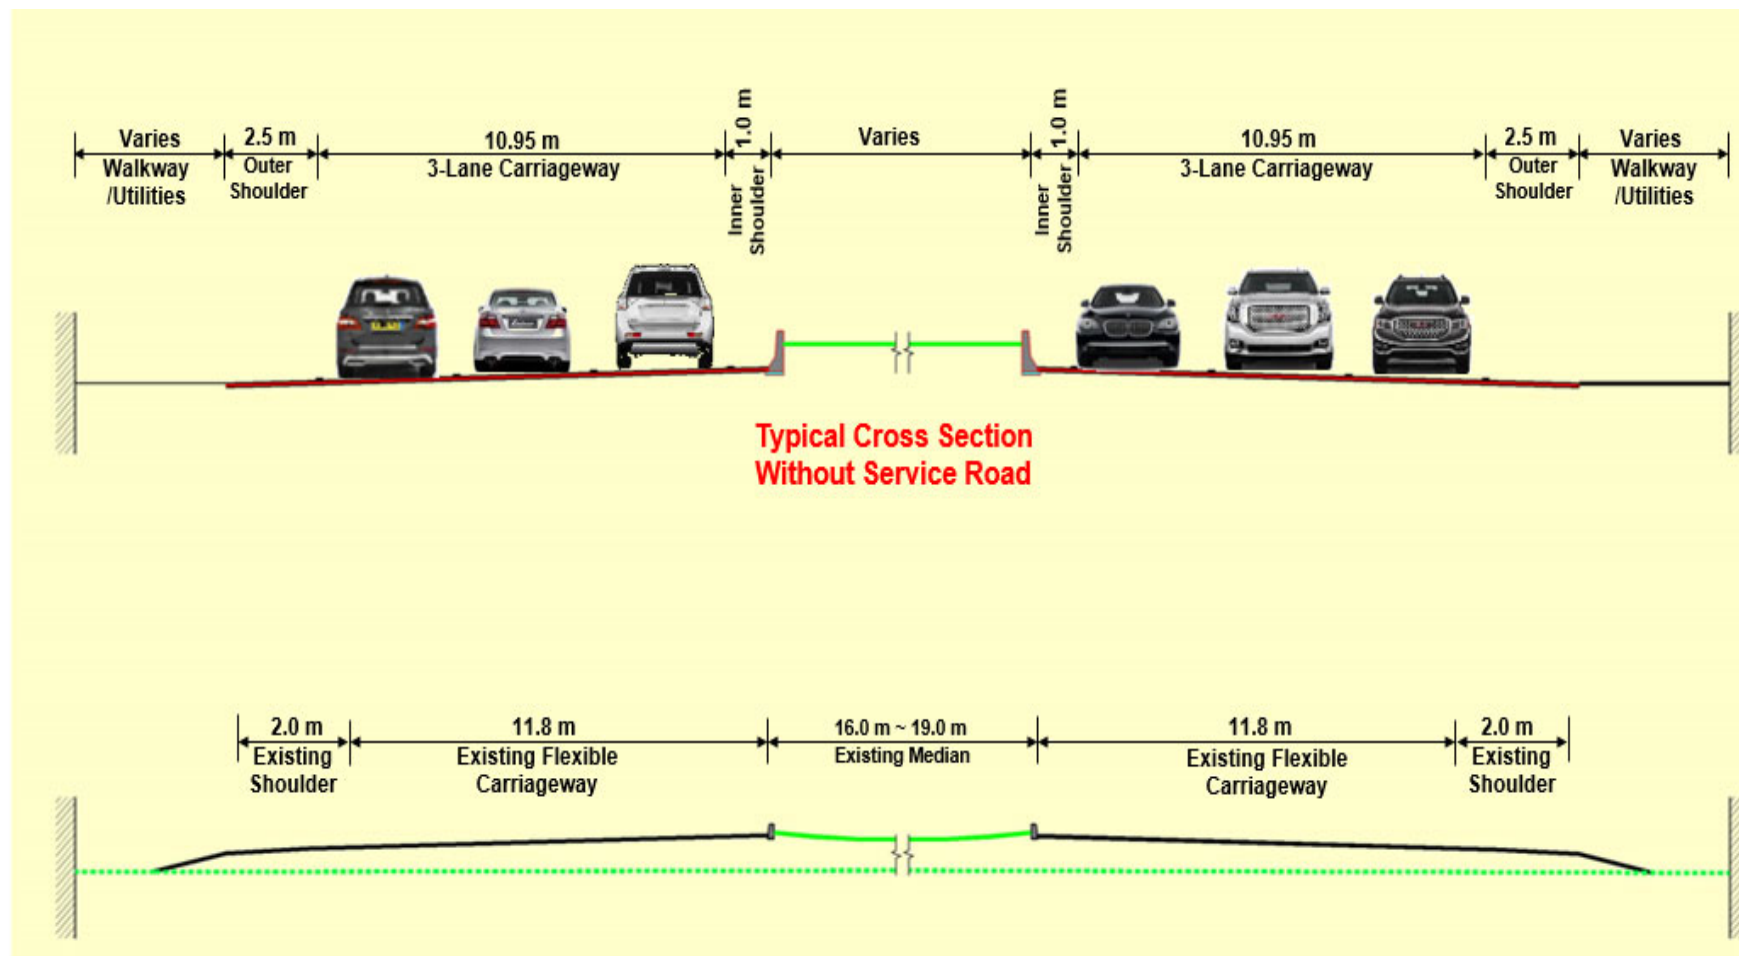 Varies
Walkway
/Utilities
2.5 m
Outer
Shoulder
10.95 m
3-Lane Carriageway
1.0 m
Inner
Shoulder
Varies
1.0 m
Inner
Shoulder
10.95 m
3-Lane Carriageway
2.5 m
Outer
Shoulder
Varies
Walkway
/Utilities
Typical Cross Section
Without Service Road
2.0 m
Existing
Shoulder
11.8 m
Existing Flexible
Carriageway
16.0 m ~ 19.0 m
Existing Median
11.8 m
Existing Flexible
Carriageway
2.0 m
Existing
Shoulder